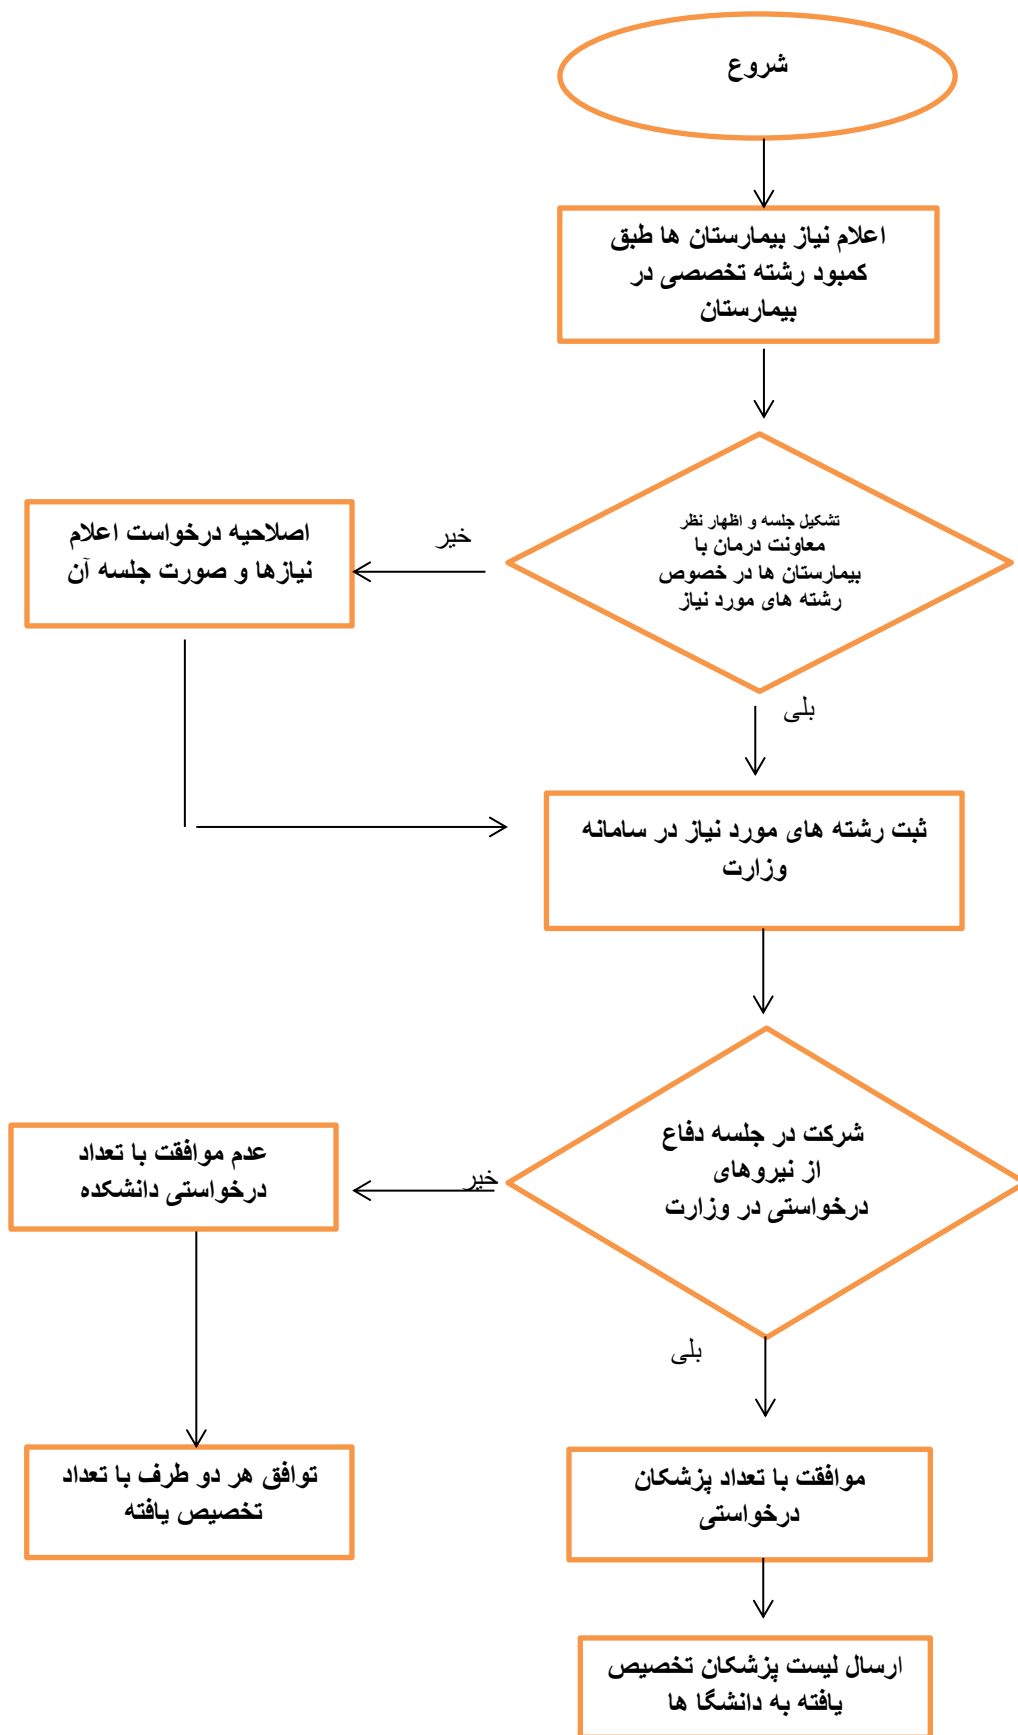 شروع
اعلام نیاز بیمارستان ها طبق
کمبود رشته تخصصی در
بیمارستان
تشکیل جلسه و اظهار نظر
معاونت درمان با
بیمارستان ها در خصوص
رشته های مورد نیاز
خیر
اصلاحیه درخواست اعلام
نیازها و صورت جلسه آن
بلی
ثبت رشته های مورد نیاز در سامانه
وزارت
شرکت در جلسه دفاع
از نیروهای
درخواستی در وزارت
خیر
عدم موافقت با تعداد
درخواستی دانشکده
بلی
توافق هر دو طرف با تعداد
تخصیص یافته
موافقت با تعداد پزشکان
درخواستی
ارسال لیست پزشکان تخصیص
یافته به دانشگا ها